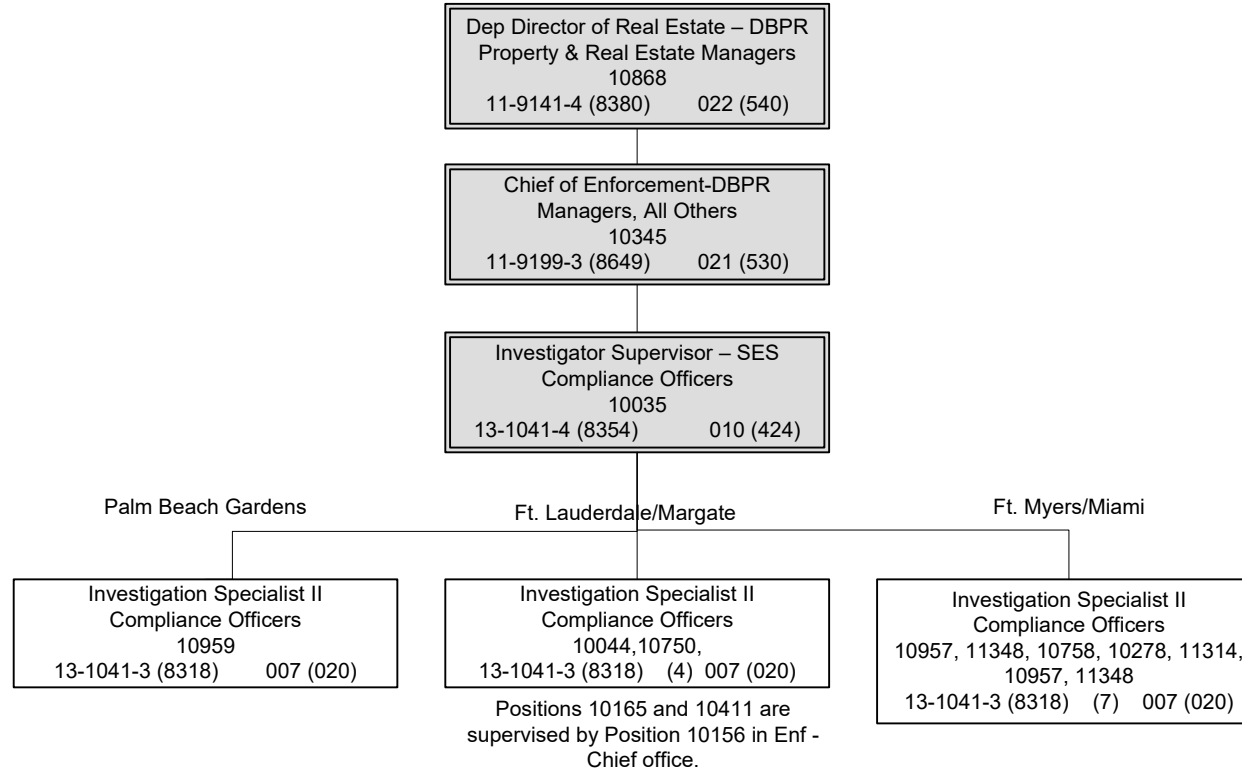 Dep Director of Real Estate – DBPR
Property & Real Estate Managers
10868
11-9141-4 (8380) 022 (540)
Chief of Enforcement-DBPR
Managers, All Others
10345
11-9199-3 (8649) 021 (530)
Investigator Supervisor – SES
Compliance Officers
10035
13-1041-4 (8354) 010 (424)
Palm Beach Gardens
Investigation Specialist II
Compliance Officers
10959
13-1041-3 (8318) 007 (020)
Ft. Lauderdale/Margate
Investigation Specialist II
Compliance Officers
10044,10750,
13-1041-3 (8318) (4) 007 (020)
Positions 10165 and 10411 are
supervised by Position 10156 in Enf -
Chief office.
Ft. Myers/Miami
Investigation Specialist II
Compliance Officers
10957, 11348, 10758, 10278, 11314,
10957, 11348
13-1041-3 (8318) (7) 007 (020)